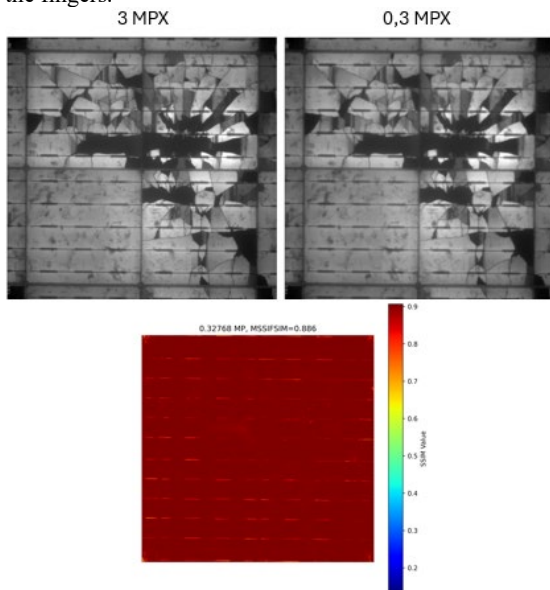 the fingers.
3 MPX
0,3 MPX
0.32768 MP, MSSIFSIM=0.886
0.9
0.8
0.7
0.6
0.5
0.4
0.3
0.2
SSIM Value